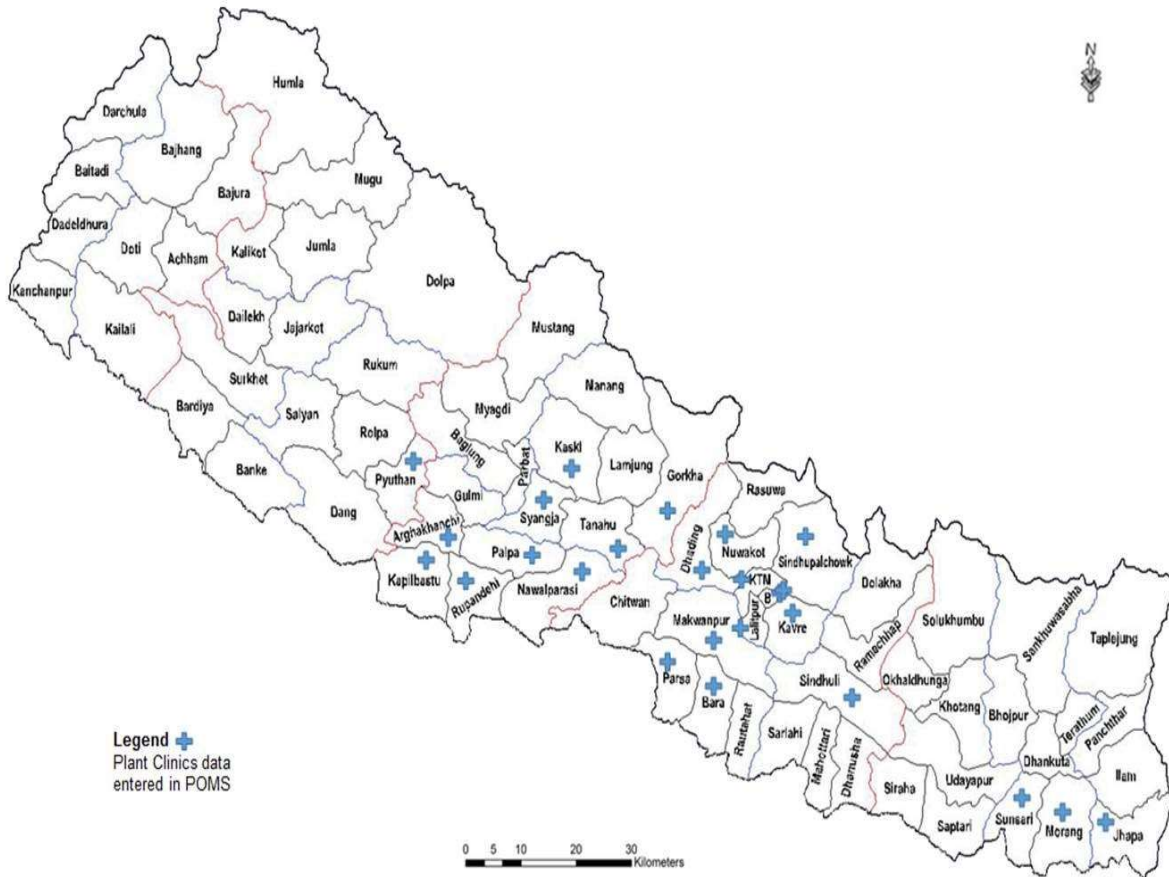 N
Humla
Darchula
Bajhang
Baitadi
Bajura
Mugu
Dadeldhura
Doti
Achham
Kalikot
Jumla
Dolpa
Kanchanpur
Kailali
Dailekh
Jajarkot
Mustang
Rukum
Surkhet
Nanang
Bardiya
Salyan
Myagdi
Rolpa
Baglung
Parbat
Kaski
Lamjung
Banke
Pyuthan
Gorkha
Rasuwa
Dang
Gulmi
Syangja
Tanahu
Arghakhanchi
Dhading
Nuwakot
Sindhupalchowk
Palpa
Kapilbastu
Rupandehi
Nawalparasi
Chitwan
KTM
B
Dolakha
Lalitpur
Kavre
Makwanpur
Ramechhap
Solukhumbu
Sankhuwasabha
Taplejung
Parsa
Bara
Sindhuli
Okhaldhunga
Khotang
Bhojpur
Terathum
Panchthar
Rautahat
Sarlahi
Mahottari
Dhanusha
Siraha
Udayapur
Dhankuta
Ilam
Saptari
Sunsari
Morang
Jhapa
Legend
Plant Clinics data
entered in POMS
0 5 10 20 30
Kilometers